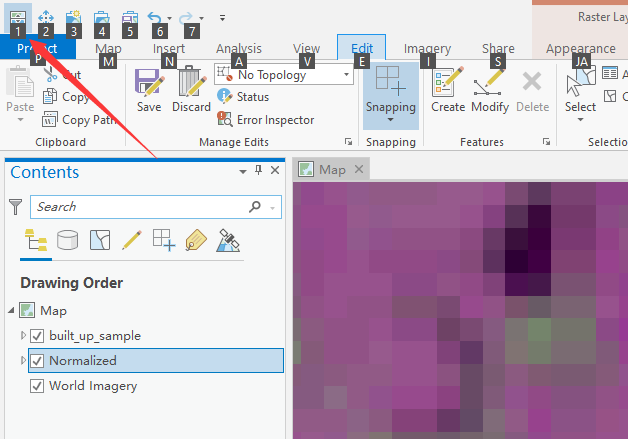 1 2 3 4 5 6 7
Raster Lay
Project Map Insert Analysis View Edit Imagery Share Appearance
P M N A V E I S JA
Paste
Cut
Copy
Copy Path
Clipboard
Save
Discard
No Topology
Status
Error Inspector
Manage Edits
Snapping
Snapping
Create
Modify
Delete
Features
Select
A
C
Selectio
Contents
Search
Drawing Order
Map
built_up_sample
Normalized
World Imagery
Map